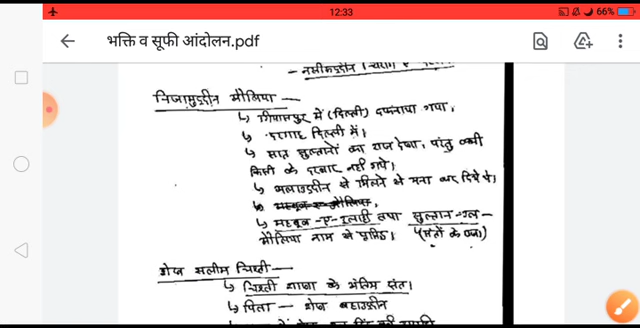 12:33
66%
भक्ति व सूफी आंदोलन.pdf
- नसीरुद्दीन चिराग ए
निजामुद्दीन औलिया —
↳ गियासपुर में (दिल्ली) दफनाया गया,
↳ दरगाह दिल्ली में।
↳ सात सुल्तानों का राज देखा, परंतु कभी
किसी के दरबार नहीं गये।
↳ अलाउद्दीन से मिलने से मना कर दिये थे।
↳ महबूब-ए-इलाही तथा सुल्तान-उल-
औलिया नाम से प्रसिद्ध। ↳(संतों के राजा)
शेख सलीम चिश्ती —
↳ चिश्ती शाखा के अंतिम संत।
↳ पिता — शेख बहाउद्दीन